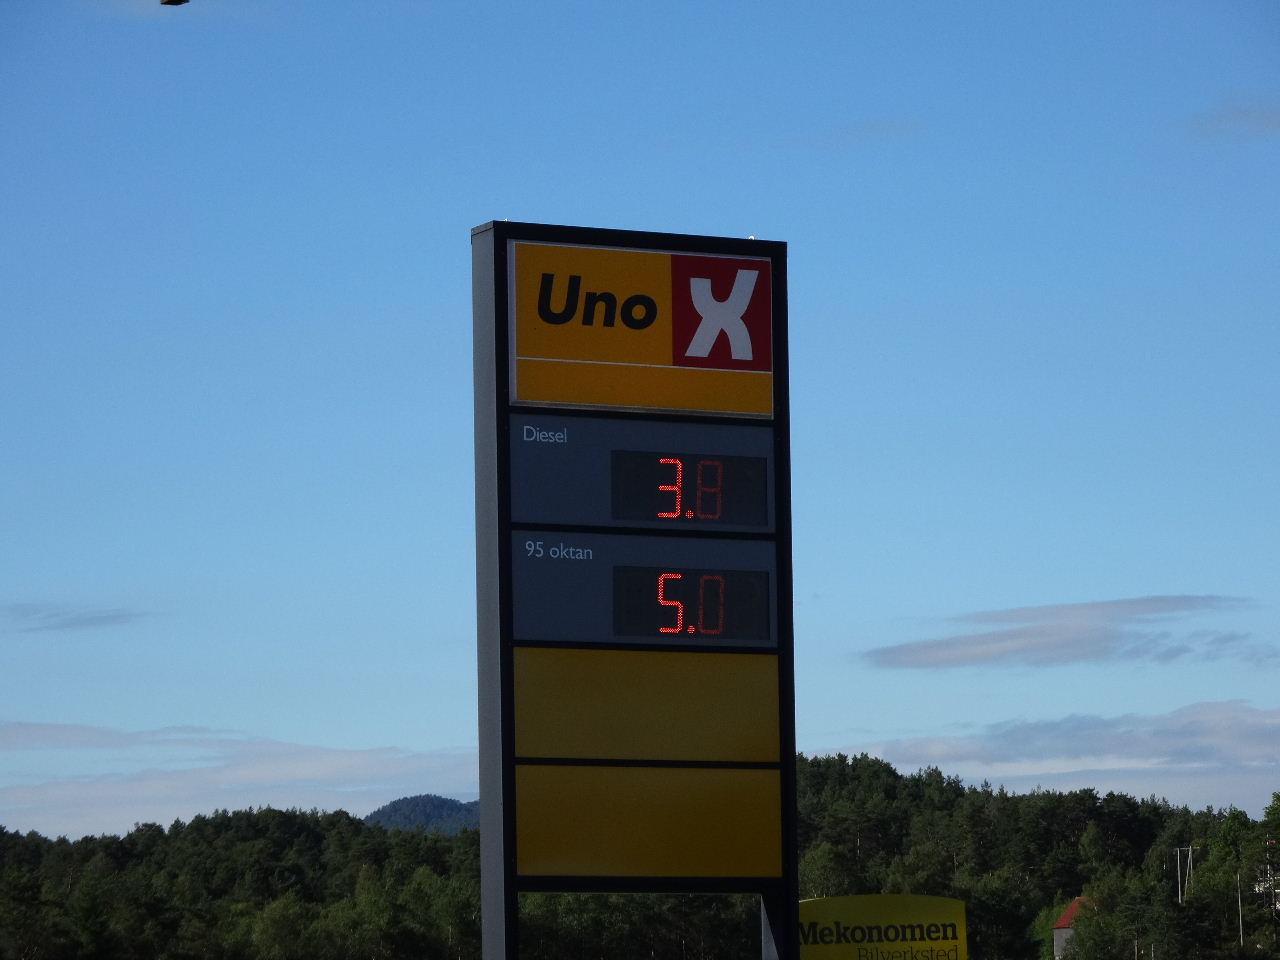 Uno X
Diesel
3.8
95 oktan
5.0
Mekonomen
Bilverksted